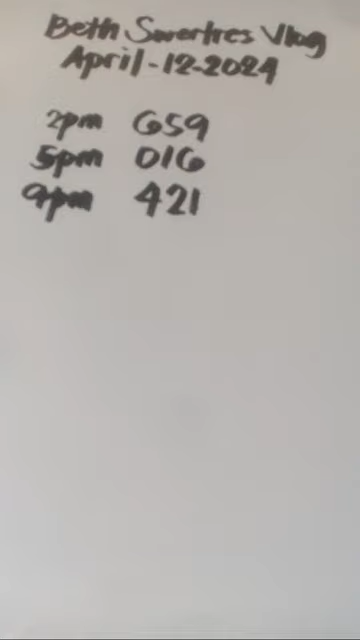 Beth Swertres Vlog
April-12-2024
2pm 659
5pm 016
9pm 421